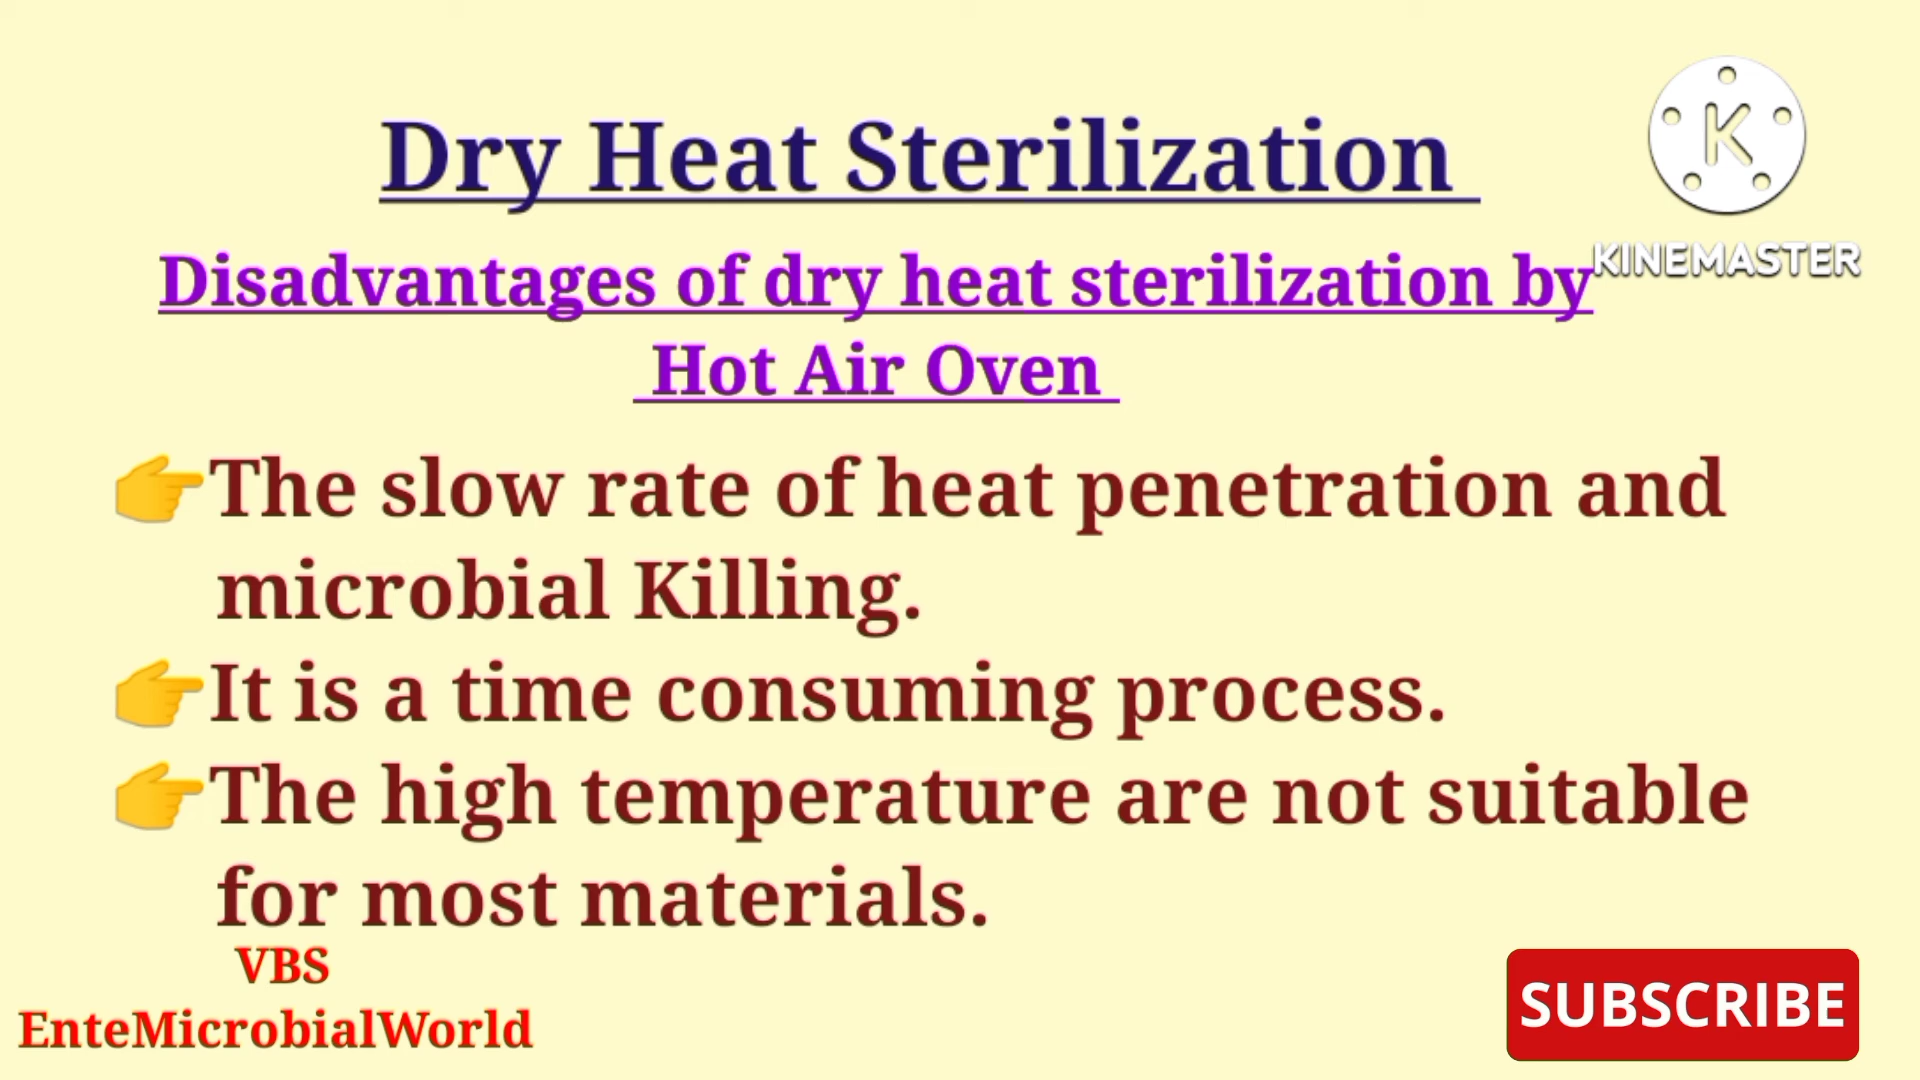 Dry Heat Sterilization
Disadvantages of dry heat sterilization by
Hot Air Oven
👉The slow rate of heat penetration and
microbial Killing.
👉It is a time consuming process.
👉The high temperature are not suitable
for most materials.
VBS
EnteMicrobialWorld
K
KINEMASTER
SUBSCRIBE